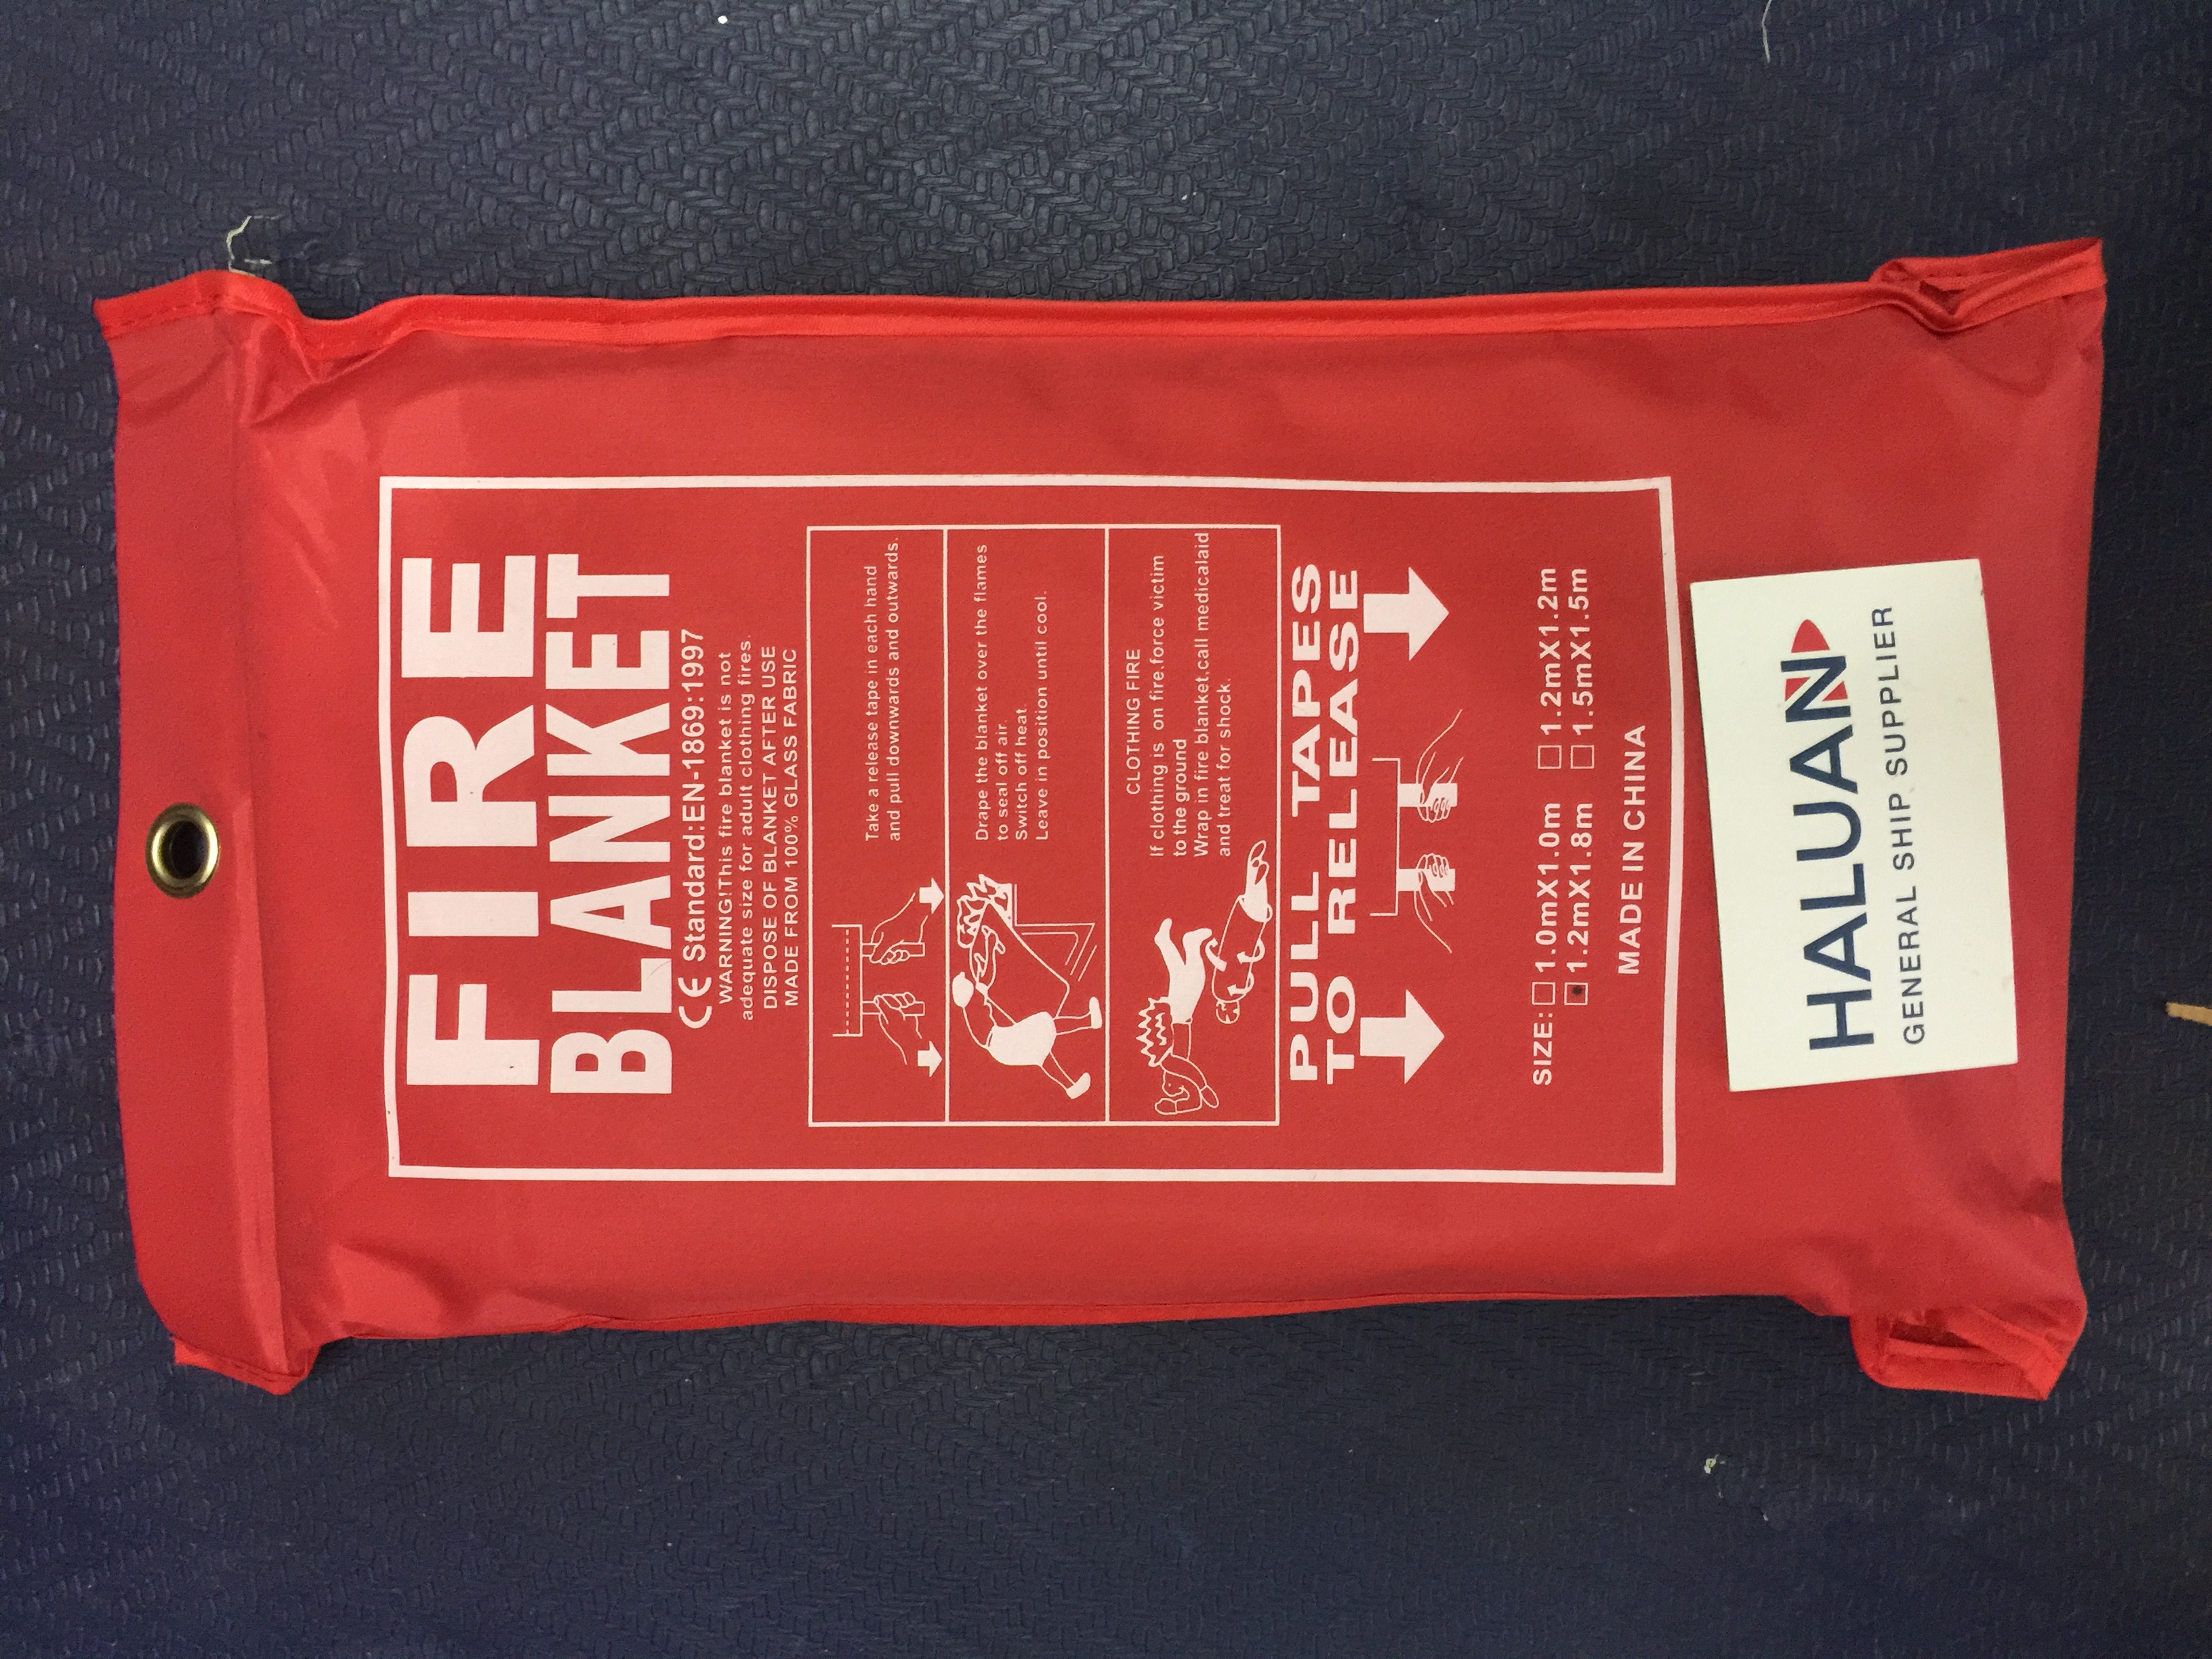 FIRE
BLANKET
CE Standard:EN-1869:1997
WARNING!This fire blanket is not
adequate size for adult clothing fires.
DISPOSE OF BLANKET AFTER USE
MADE FROM 100% GLASS FABRIC
Take a release tape in each hand
and pull downwards and outwards.
Drape the blanket over the flames
to seal off air.
Switch off heat.
Leave in position until cool.
CLOTHING FIRE
If clothing is on fire.force victim
to the ground
Wrap in fire blanket.call medicalaid
and treat for shock.
PULL TAPES
TO RELEASE
SIZE: □1.0mX1.0m □1.2mX1.2m
▣1.2mX1.8m □1.5mX1.5m
MADE IN CHINA
HALUAN
GENERAL SHIP SUPPLIER